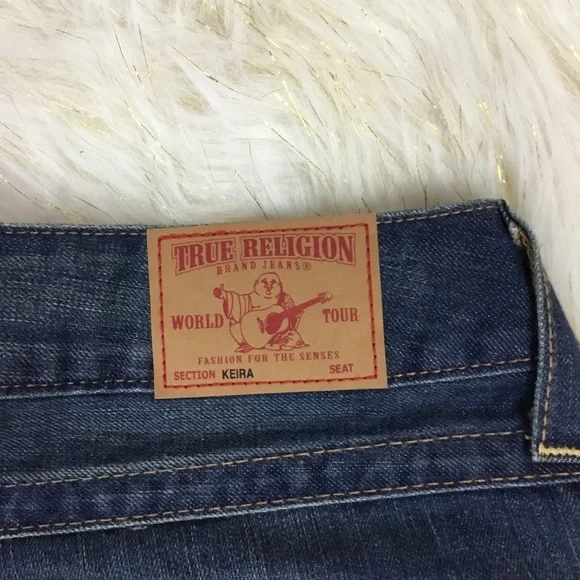 TRUE RELIGION
BRAND JEANS®
WORLD TOUR
FASHION FOR THE SENSES
SECTION KEIRA SEAT